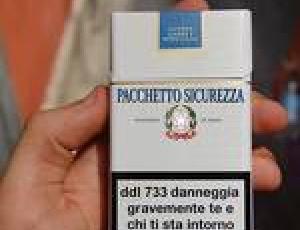 PACCHETTO SICUREZZA
ddl 733 danneggia
gravemente te e
chi ti sta intorno